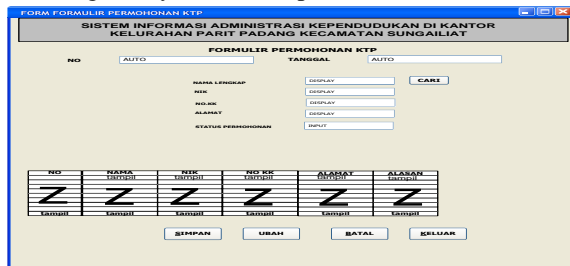 FORM FORMULIR PERMOHONAN KTP
SISTEM INFORMASI ADMINISTRASI KEPENDUDUKAN DI KANTOR
KELURAHAN PARIT PADANG KECAMATAN SUNGAILIAT
FORMULIR PERMOHONAN KTP
NO AUTO TANGGAL AUTO
NAMA LENGKAP DISPLAY CARI
NIK DISPLAY
NO.KK DISPLAY
ALAMAT DISPLAY
STATUS PERMOHONAN INPUT
NO NAMA NIK NO KK ALAMAT ALASAN
tampil tampil tampil tampil tampil
Z Z Z Z Z Z
tampil tampil tampil tampil tampil tampil
SIMPAN UBAH BATAL KELUAR